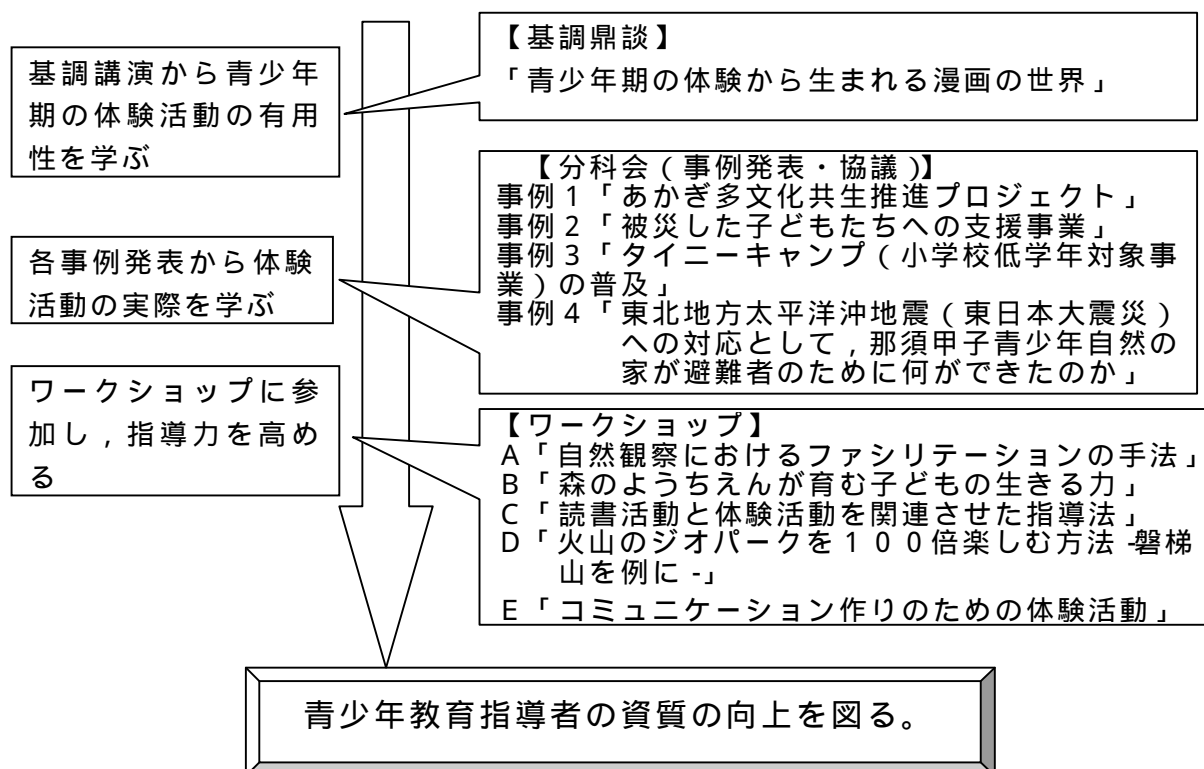 基調講演から青少年
期の体験活動の有用
性を学ぶ
【基調鼎談】
「青少年期の体験から生まれる漫画の世界」
各事例発表から体験
活動の実際を学ぶ
【分科会(事例発表・協議)】
事例1「あかぎ多文化共生推進プロジェクト」
事例2「被災した子どもたちへの支援事業」
事例3「タイニーキャンプ(小学校低学年対象事
業)の普及」
事例4「東北地方太平洋沖地震(東日本大震災)
への対応として,那須甲子青少年自然の
家が避難者のために何ができたのか」
ワークショップに参
加し,指導力を高め
る
【ワークショップ】
A「自然観察におけるファシリテーションの手法」
B「森のようちえんが育む子どもの生きる力」
C「読書活動と体験活動を関連させた指導法」
D「火山のジオパークを100倍楽しむ方法-磐梯
山を例に-」
E「コミュニケーション作りのための体験活動」
青少年教育指導者の資質の向上を図る。